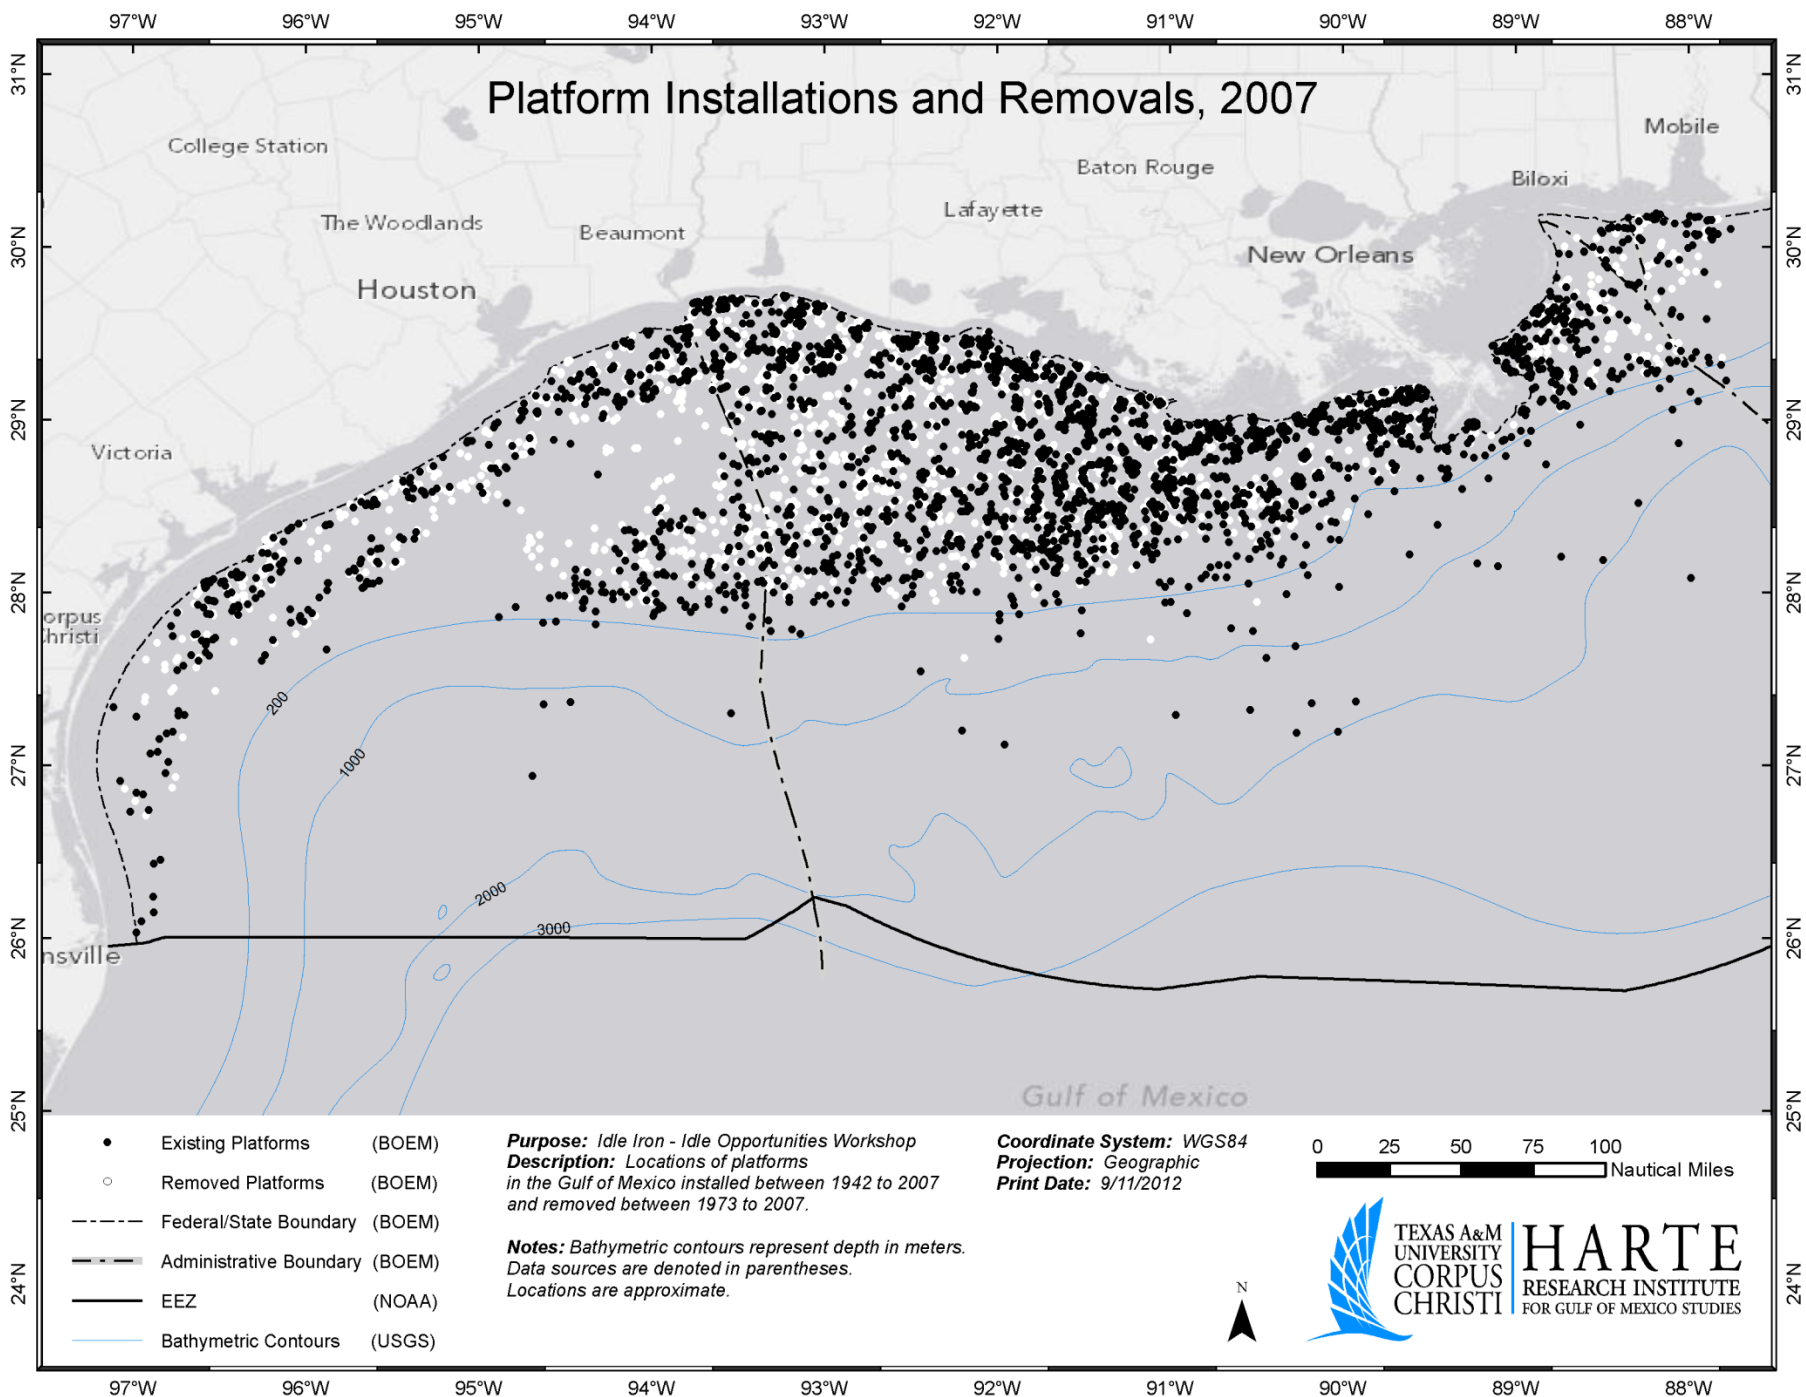 97°W 96°W 95°W 94°W 93°W 92°W 91°W 90°W 89°W 88°W
31°N 31°N
Platform Installations and Removals, 2007
Mobile
College Station
Baton Rouge
Biloxi
Lafayette
The Woodlands
Beaumont
30°N 30°N
New Orleans
Houston
29°N 29°N
Victoria
28°N 28°N
orpus
Christi
200
1000
27°N 27°N
2000
3000
26°N 26°N
nsville
Gulf of Mexico
25°N 25°N
Existing Platforms (BOEM)
Removed Platforms (BOEM)
Federal/State Boundary (BOEM)
Administrative Boundary (BOEM)
EEZ (NOAA)
Bathymetric Contours (USGS)
Purpose: Idle Iron - Idle Opportunities Workshop
Description: Locations of platforms
in the Gulf of Mexico installed between 1942 to 2007
and removed between 1973 to 2007.
Notes: Bathymetric contours represent depth in meters.
Data sources are denoted in parentheses.
Locations are approximate.
Coordinate System: WGS84
Projection: Geographic
Print Date: 9/11/2012
0 25 50 75 100
Nautical Miles
N
TEXAS A&M
UNIVERSITY
CORPUS
CHRISTI
HARTE
RESEARCH INSTITUTE
FOR GULF OF MEXICO STUDIES
24°N 24°N
97°W 96°W 95°W 94°W 93°W 92°W 91°W 90°W 89°W 88°W